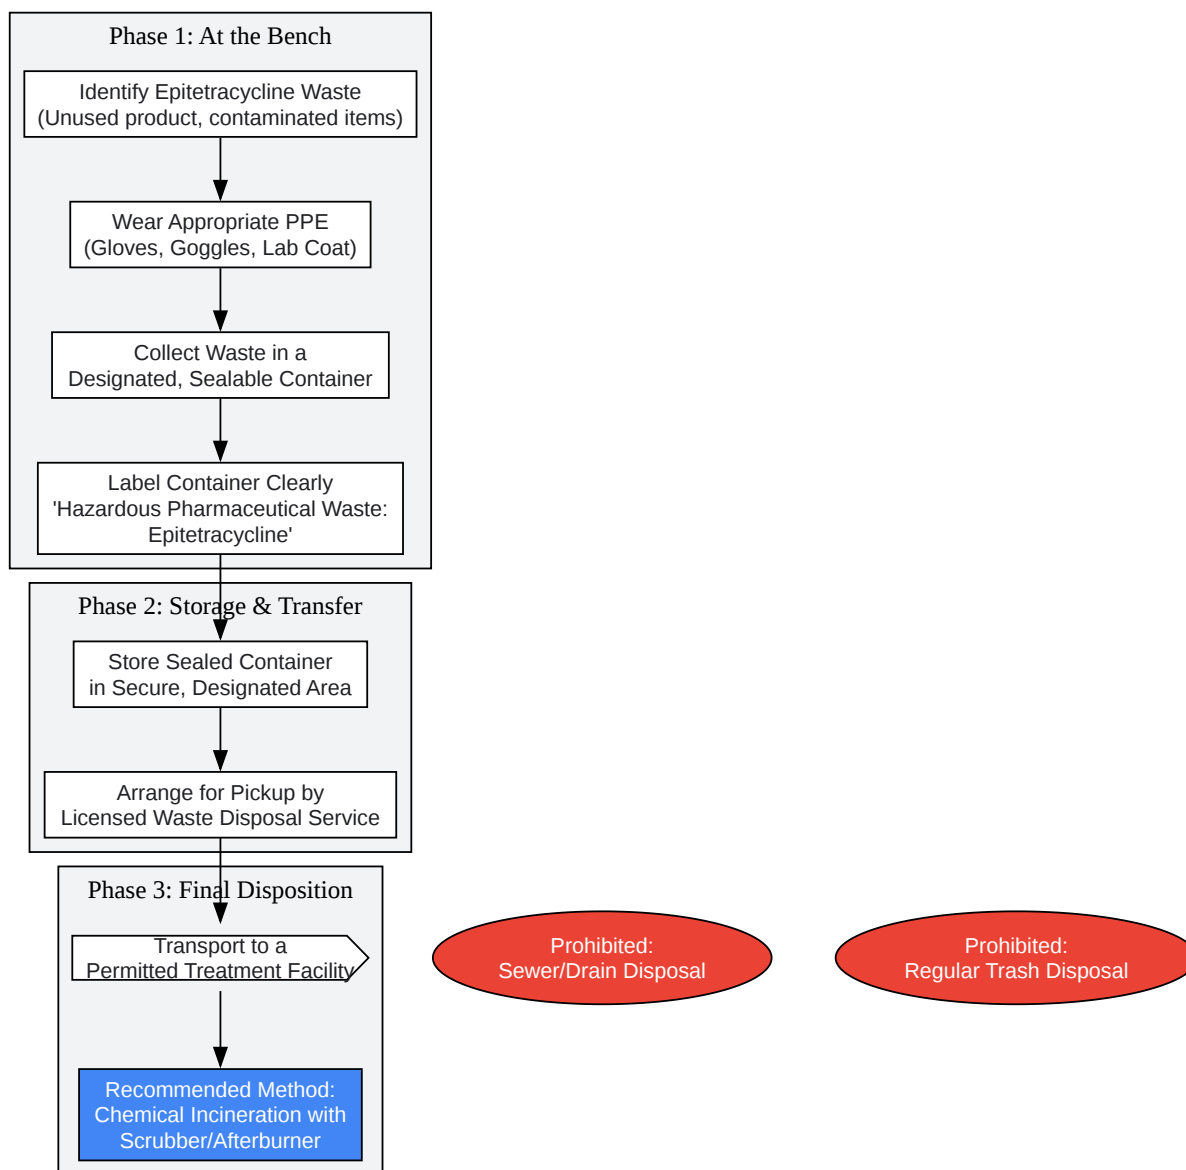 Phase 1: At the Bench
Identify Epitetracycline Waste
(Unused product, contaminated items)
Wear Appropriate PPE
(Gloves, Goggles, Lab Coat)
Collect Waste in a
Designated, Sealable Container
Label Container Clearly
'Hazardous Pharmaceutical Waste:
Epitetracycline'
Phase 2: Storage & Transfer
Store Sealed Container
in Secure, Designated Area
Arrange for Pickup by
Licensed Waste Disposal Service
Phase 3: Final Disposition
Transport to a
Permitted Treatment Facility
Prohibited:
Sewer/Drain Disposal
Prohibited:
Regular Trash Disposal
Recommended Method:
Chemical Incineration with
Scrubber/Afterburner